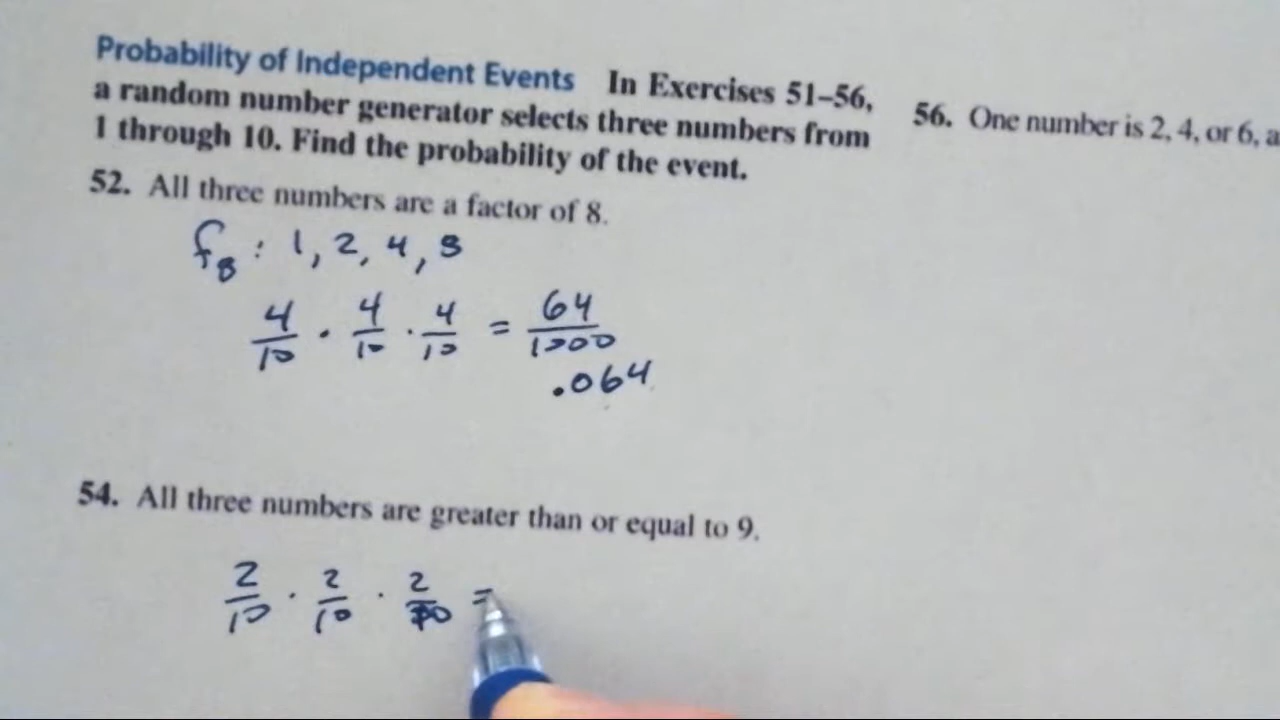 Probability of Independent Events In Exercises 51–56,
a random number generator selects three numbers from
1 through 10. Find the probability of the event.
52. All three numbers are a factor of 8.
f8 : 1, 2, 4, 8
4/10 · 4/10 · 4/10 = 64/1000
.064
54. All three numbers are greater than or equal to 9.
2/10 · 2/10 · 2/10 =
56. One number is 2, 4, or 6, a